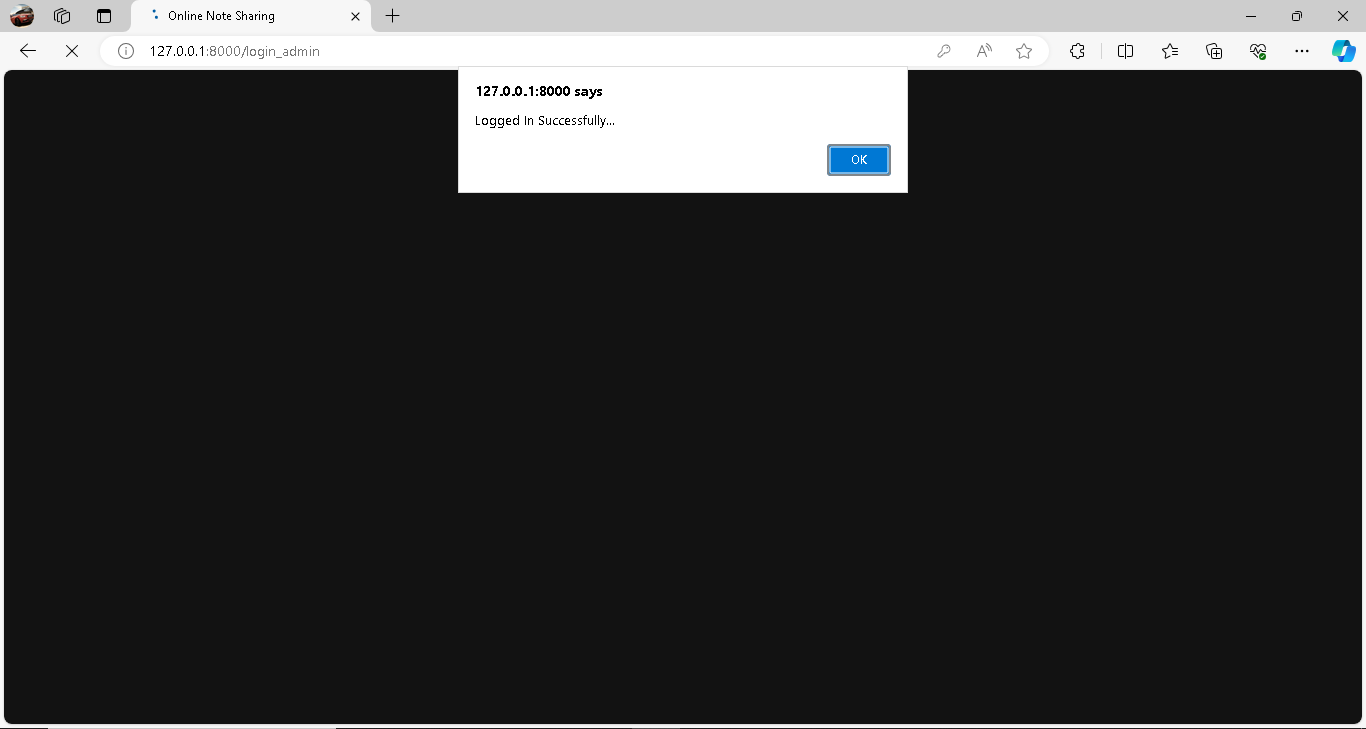 Online Note Sharing
127.0.0.1:8000/login_admin
127.0.0.1:8000 says
Logged In Successfully...
OK